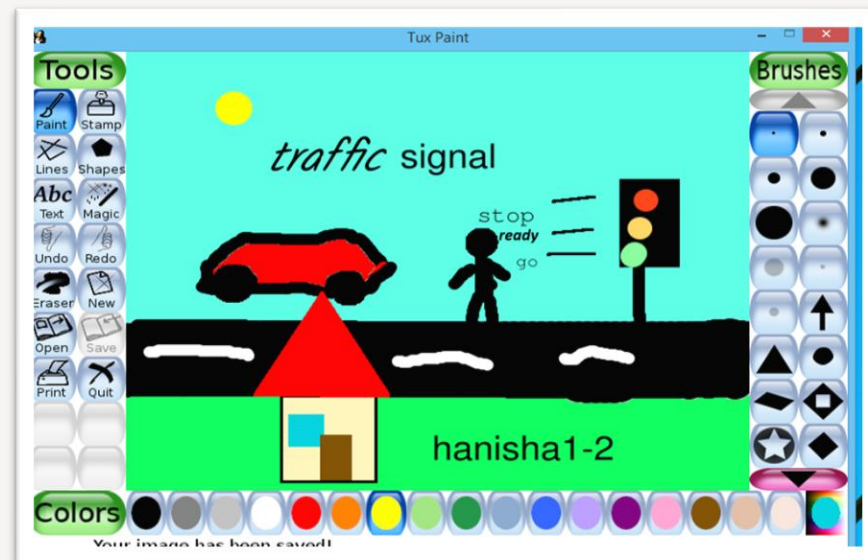 Tux Paint
Tools
Brushes
Paint Stamp
Lines Shapes
Abc
Text Magic
Undo Redo
Eraser New
Open Save
Print Quit
traffic signal
stop
ready
go
hanisha1-2
Colors
Your image has been saved!